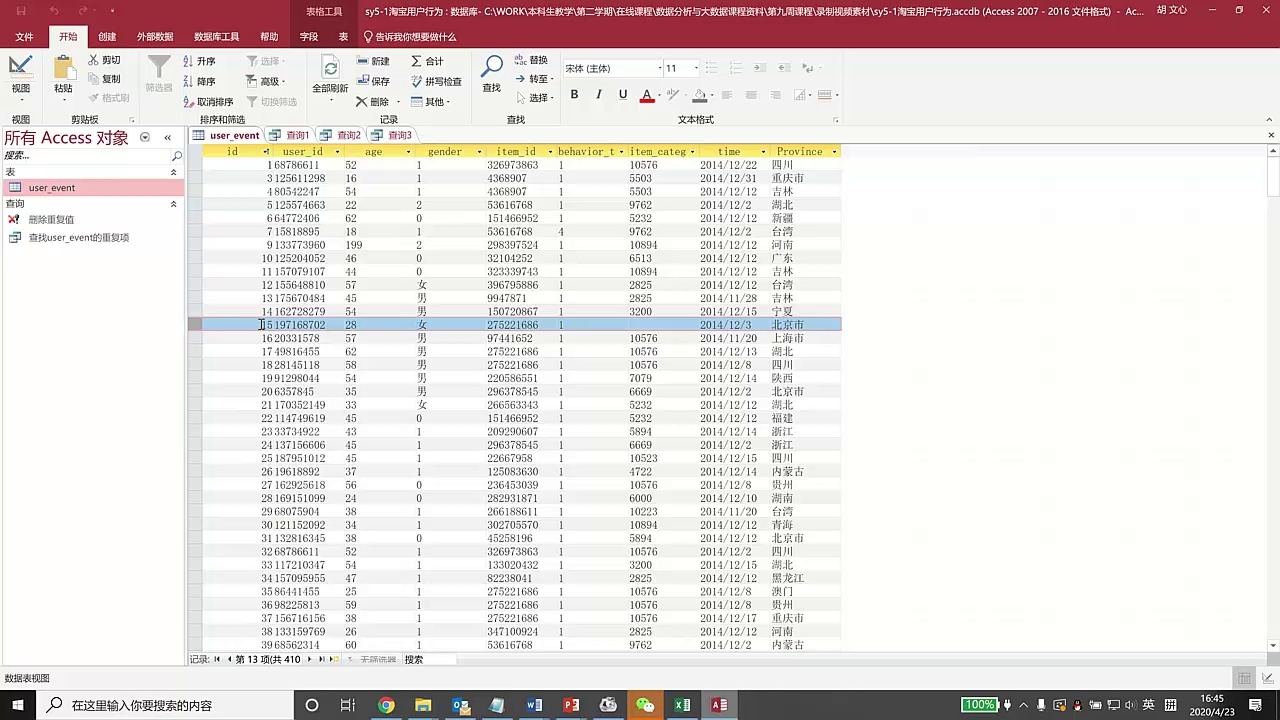 表格工具
sy5-1淘宝用户行为 : 数据库- C:\WORK\本科生教学\第二学期\在线课程\数据分析与大数据课程资料\第九周课程\录制视频素材\sy5-1淘宝用户行为.accdb (Access 2007 - 2016 文件格式) - Ac...
胡 文心
文件 开始 创建 外部数据 数据库工具 帮助 字段 表 告诉我你想要做什么
视图 粘贴 剪切 复制 格式刷 筛选器 升序 降序 取消排序 选择 高级 切换筛选 全部刷新 新建 保存 删除 合计 拼写检查 其他 查找 替换 转至 选择 宋体 (主体) 11 B I U A
视图 剪贴板 排序和筛选 记录 查找 文本格式
所有 Access 对象
搜索...
表
user_event
查询
删除重复值
查找user_event的重复项
user_event 查询1 查询2 查询3
id user_id age gender item_id behavior_t item_categ time Province
1 68786611 52 1 326973863 1 10576 2014/12/22 四川
3 125611298 16 1 4368907 1 5503 2014/12/31 重庆市
4 80542247 54 1 4368907 1 5503 2014/12/12 吉林
5 125574663 22 2 53616768 1 9762 2014/12/2 湖北
6 64772406 62 0 151466952 1 5232 2014/12/12 新疆
7 15818895 18 1 53616768 4 9762 2014/12/2 台湾
9 133773960 199 2 298397524 1 10894 2014/12/12 河南
10 125204052 46 0 32104252 1 6513 2014/12/12 广东
11 157079107 44 0 323339743 1 10894 2014/12/12 吉林
12 155648810 57 女 396795886 1 2825 2014/12/12 台湾
13 175670484 45 男 9947871 1 2825 2014/11/28 吉林
14 162728279 54 男 150720867 1 3200 2014/12/15 宁夏
15 197168702 28 女 275221686 1 2014/12/3 北京市
16 20331578 57 男 97441652 1 10576 2014/11/20 上海市
17 49816455 62 男 275221686 1 10576 2014/12/13 湖北
18 28145118 58 男 275221686 1 10576 2014/12/8 四川
19 91298044 54 男 220586551 1 7079 2014/12/14 陕西
20 6357845 35 男 296378545 1 6669 2014/12/2 北京市
21 170352149 33 女 266563343 1 5232 2014/12/12 湖北
22 114749619 45 0 151466952 1 5232 2014/12/12 福建
23 33734922 43 1 209290607 1 5894 2014/12/14 浙江
24 137156606 45 1 296378545 1 6669 2014/12/2 浙江
25 187951012 45 1 22667958 1 10523 2014/12/15 四川
26 19618892 37 1 125083630 1 4722 2014/12/14 内蒙古
27 162925618 56 0 236453039 1 10576 2014/12/8 贵州
28 169151099 24 0 282931871 1 6000 2014/12/10 湖南
29 68075904 38 1 266188611 1 10223 2014/11/20 台湾
30 121152092 34 1 302705570 1 10894 2014/12/12 青海
31 132816345 38 0 45258196 1 5894 2014/12/12 北京市
32 68786611 52 1 326973863 1 10576 2014/12/2 四川
33 117210347 54 1 133020432 1 3200 2014/12/15 湖北
34 157095955 47 1 82238041 1 2825 2014/12/12 黑龙江
35 86441455 25 1 275221686 1 10576 2014/12/8 澳门
36 98225813 59 1 275221686 1 10576 2014/12/8 贵州
37 156716156 38 1 275221686 1 10576 2014/12/17 重庆市
38 133159769 26 1 347100924 1 2825 2014/12/12 河南
39 68562314 60 1 53616768 1 9762 2014/12/2 内蒙古
记录: 第 13 项(共 410 无筛选器 搜索
数据表视图
在这里输入你要搜索的内容
100%
16:45
2020/4/23